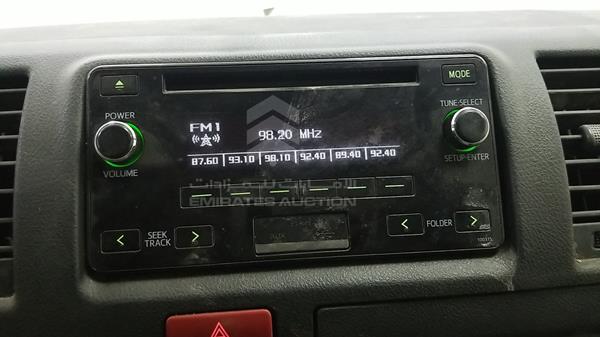 MODE
POWER
VOLUME
FM1
98.20 MHz
87.60 93.10 98.10 92.40 89.40 92.40
TUNE·SELECT
SETUP·ENTER
EMIRATES AUCTION
< SEEK TRACK >
< FOLDER >